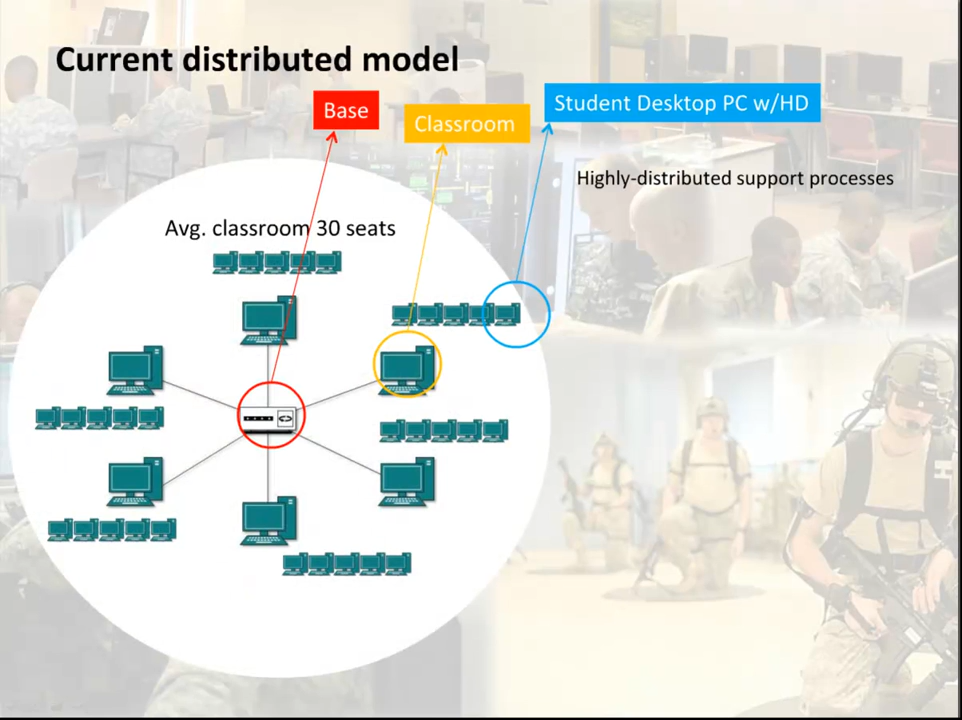 Current distributed model
Base
Classroom
Student Desktop PC w/HD
Highly-distributed support processes
Avg. classroom 30 seats